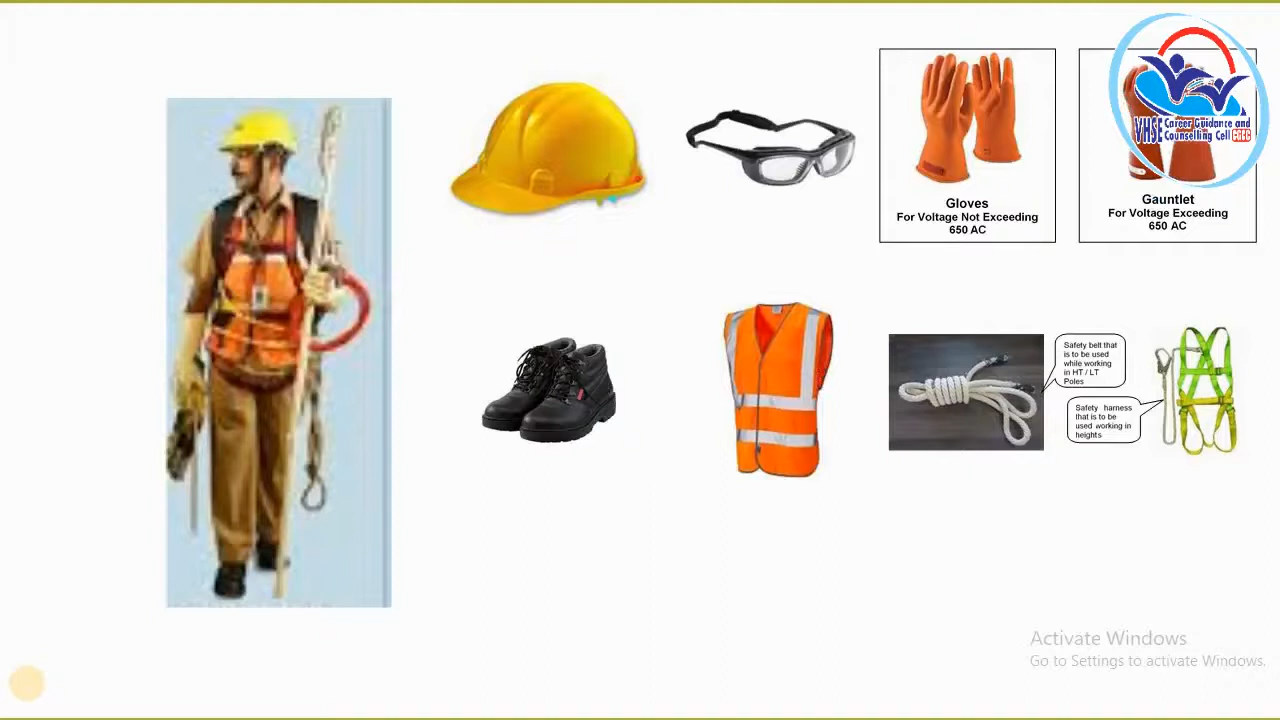 VHSE Career Guidance and
Counselling Cell CGCC
Gloves
For Voltage Not Exceeding
650 AC
Gauntlet
For Voltage Exceeding
650 AC
Safety belt that
is to be used
while working
in HT / LT
Poles
Safety harness
that is to be
used working in
heights
Activate Windows
Go to Settings to activate Windows.